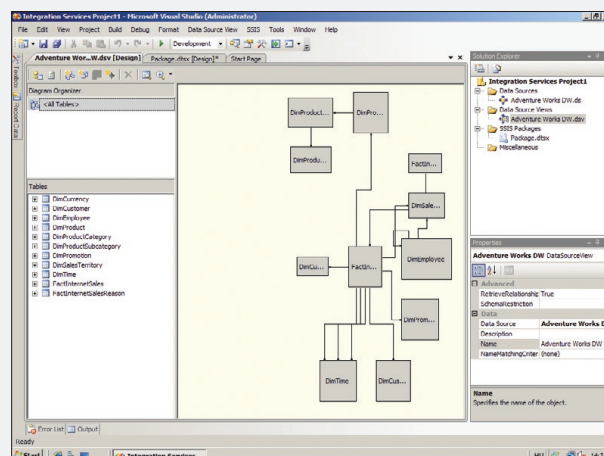 Integration Services Project1 - Microsoft Visual Studio (Administrator)
File Edit View Project Build Debug Format Data Source View SSIS Tools Window Help
Development
Adventure Wor...W.dsv [Design] Package.dtsx [Design]* Start Page
Toolbox
Report Data
Diagram Organizer
<All Tables>
Tables
DimCurrency
DimCustomer
DimEmployee
DimProduct
DimProductCategory
DimProductSubcategory
DimPromotion
DimSalesTerritory
DimTime
FactInternetSales
FactInternetSalesReason
DimProduct...
DimPro...
DimProdu...
FactIn...
DimSale...
DimEmployee
DimCu...
FactIn...
DimProm...
DimTime
DimCus...
Solution Explorer
Integration Services Project1
Data Sources
Adventure Works DW.ds
Data Source Views
Adventure Works DW.dsv
SSIS Packages
Package.dtsx
Miscellaneous
Properties
Adventure Works DW DataSourceView
Advanced
RetrieveRelationship True
SchemaRestriction
Data
Data Source Adventure Works D
Description
Name Adventure Works DW
NameMatchingCriter (none)
Name
Specifies the name of the object.
Error List Output
Ready
Start Integration Services HU